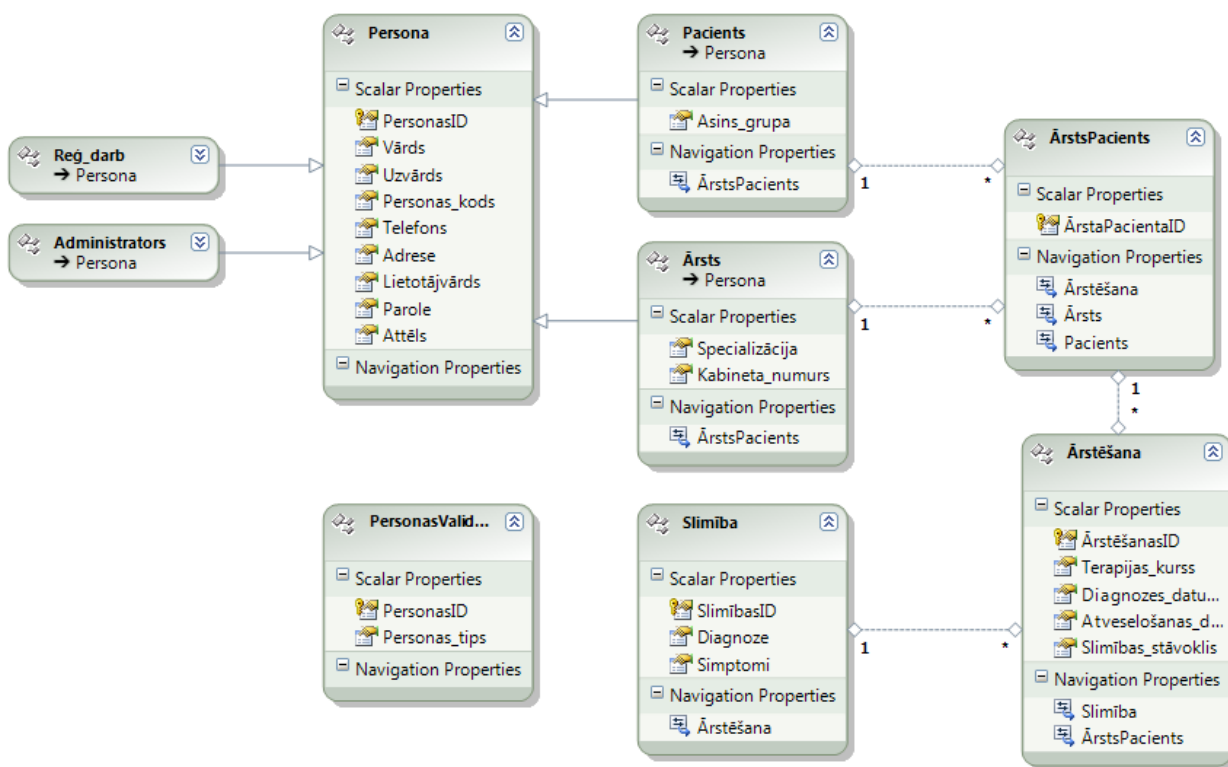 Persona
Scalar Properties
PersonasID
Vārds
Uzvārds
Personas_kods
Telefons
Adrese
Lietotājvārds
Parole
Attēls
Navigation Properties
Pacients
→ Persona
Scalar Properties
Asins_grupa
Navigation Properties
ĀrstsPacients
1
*
Reģ_darb
→ Persona
Administrators
→ Persona
Ārsts
→ Persona
Scalar Properties
Specializācija
Kabineta_numurs
Navigation Properties
ĀrstsPacients
1
*
ĀrstsPacients
Scalar Properties
ĀrstaPacientaID
Navigation Properties
Ārstēšana
Ārsts
Pacients
1
*
PersonasValid...
Scalar Properties
PersonasID
Personas_tips
Navigation Properties
Slimība
Scalar Properties
SlimībasID
Diagnoze
Simptomi
Navigation Properties
Ārstēšana
1
*
Ārstēšana
Scalar Properties
ĀrstēšanasID
Terapijas_kurss
Diagnozes_datu...
Atveseļošanas_d...
Slimības_stāvoklis
Navigation Properties
Slimība
ĀrstsPacients